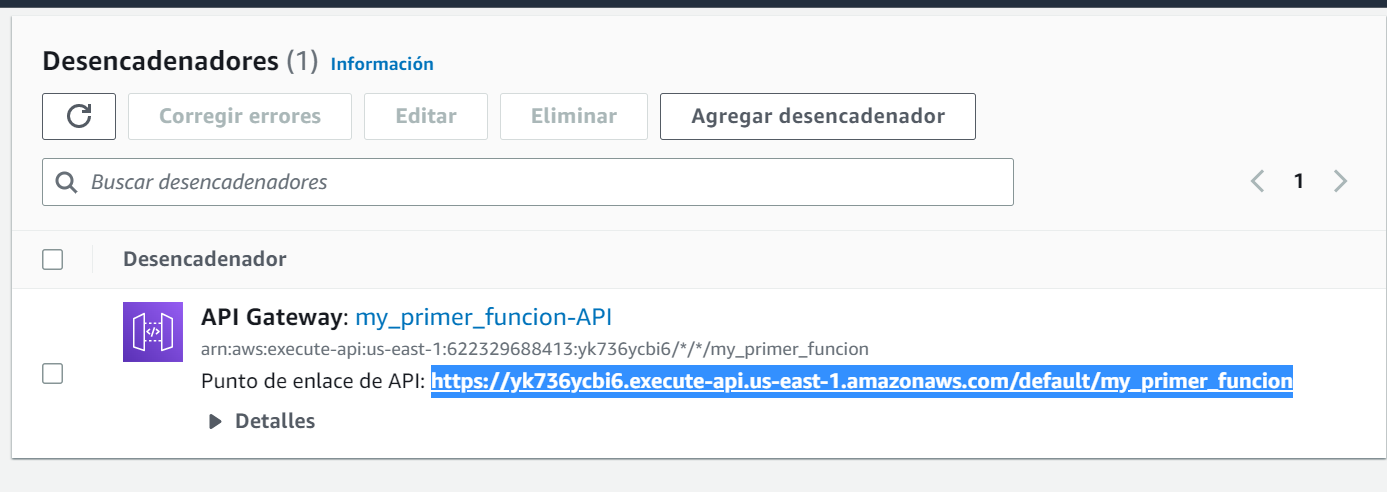 Desencadenadores (1) Información
Corregir errores Editar Eliminar Agregar desencadenador
Buscar desencadenadores
1
Desencadenador
API Gateway: my_primer_funcion-API
arn:aws:execute-api:us-east-1:622329688413:yk736ycbi6/*/*/my_primer_funcion
Punto de enlace de API: https://yk736ycbi6.execute-api.us-east-1.amazonaws.com/default/my_primer_funcion
Detalles